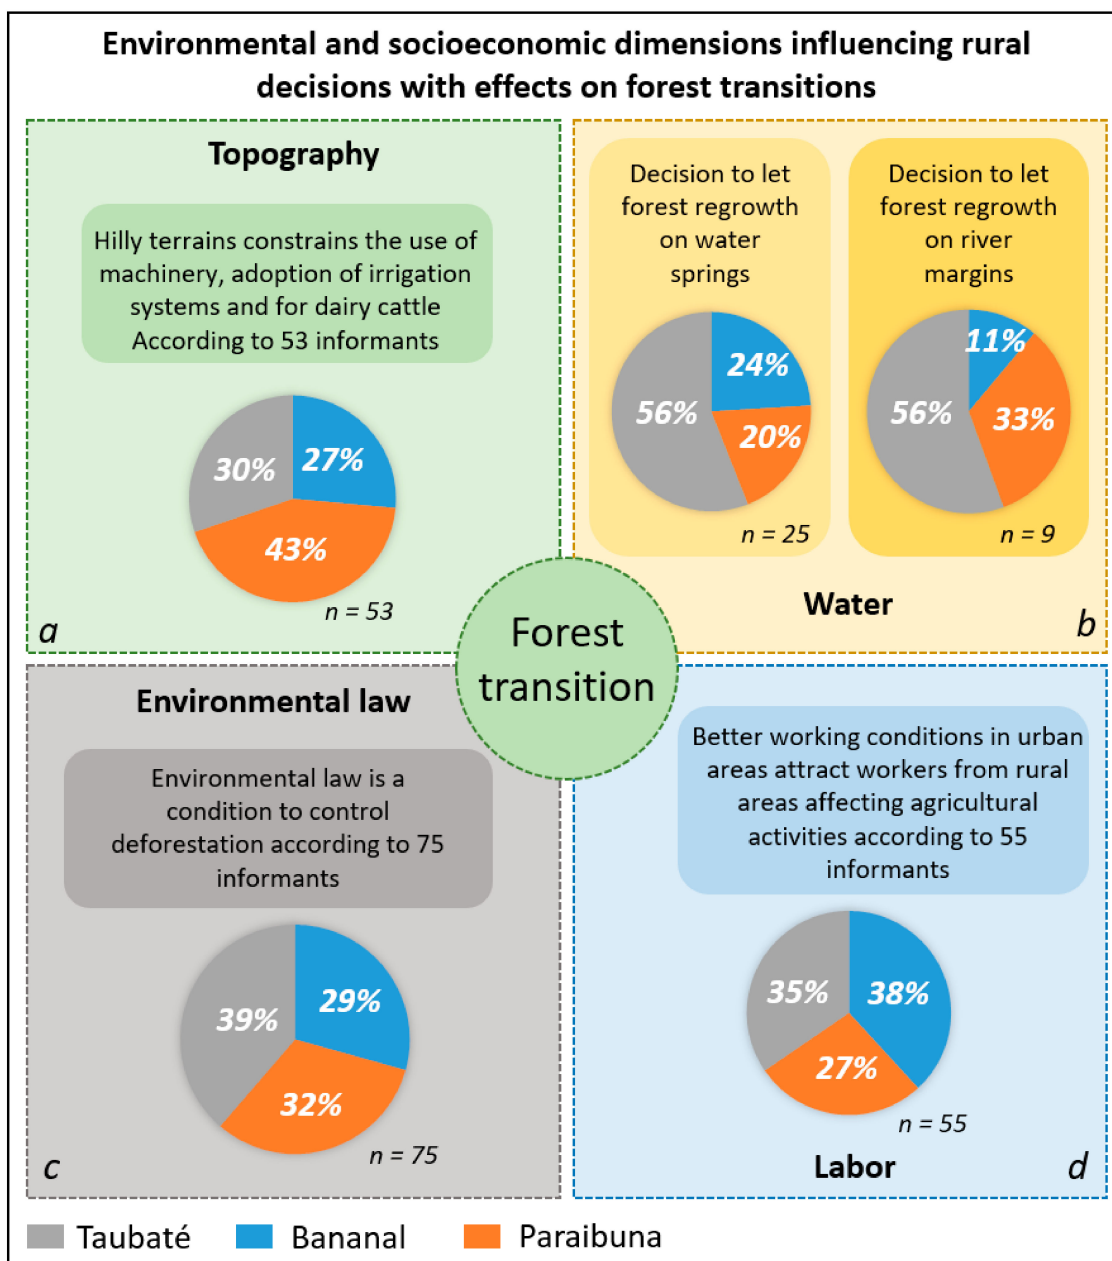 Environmental and socioeconomic dimensions influencing rural
decisions with effects on forest transitions
Topography
Hilly terrains constrains the use of
machinery, adoption of irrigation
systems and for dairy cattle
According to 53 informants
30%
27%
43%
n = 53
a
Decision to let
forest regrowth
on water
springs
56%
24%
20%
n = 25
Decision to let
forest regrowth
on river
margins
56%
11%
33%
n = 9
Water
b
Forest
transition
Environmental law
Environmental law is a
condition to control
deforestation according to 75
informants
39%
29%
32%
n = 75
c
Better working conditions in urban
areas attract workers from rural
areas affecting agricultural
activities according to 55
informants
35%
38%
27%
n = 55
Labor
d
Taubaté
Bananal
Paraibuna